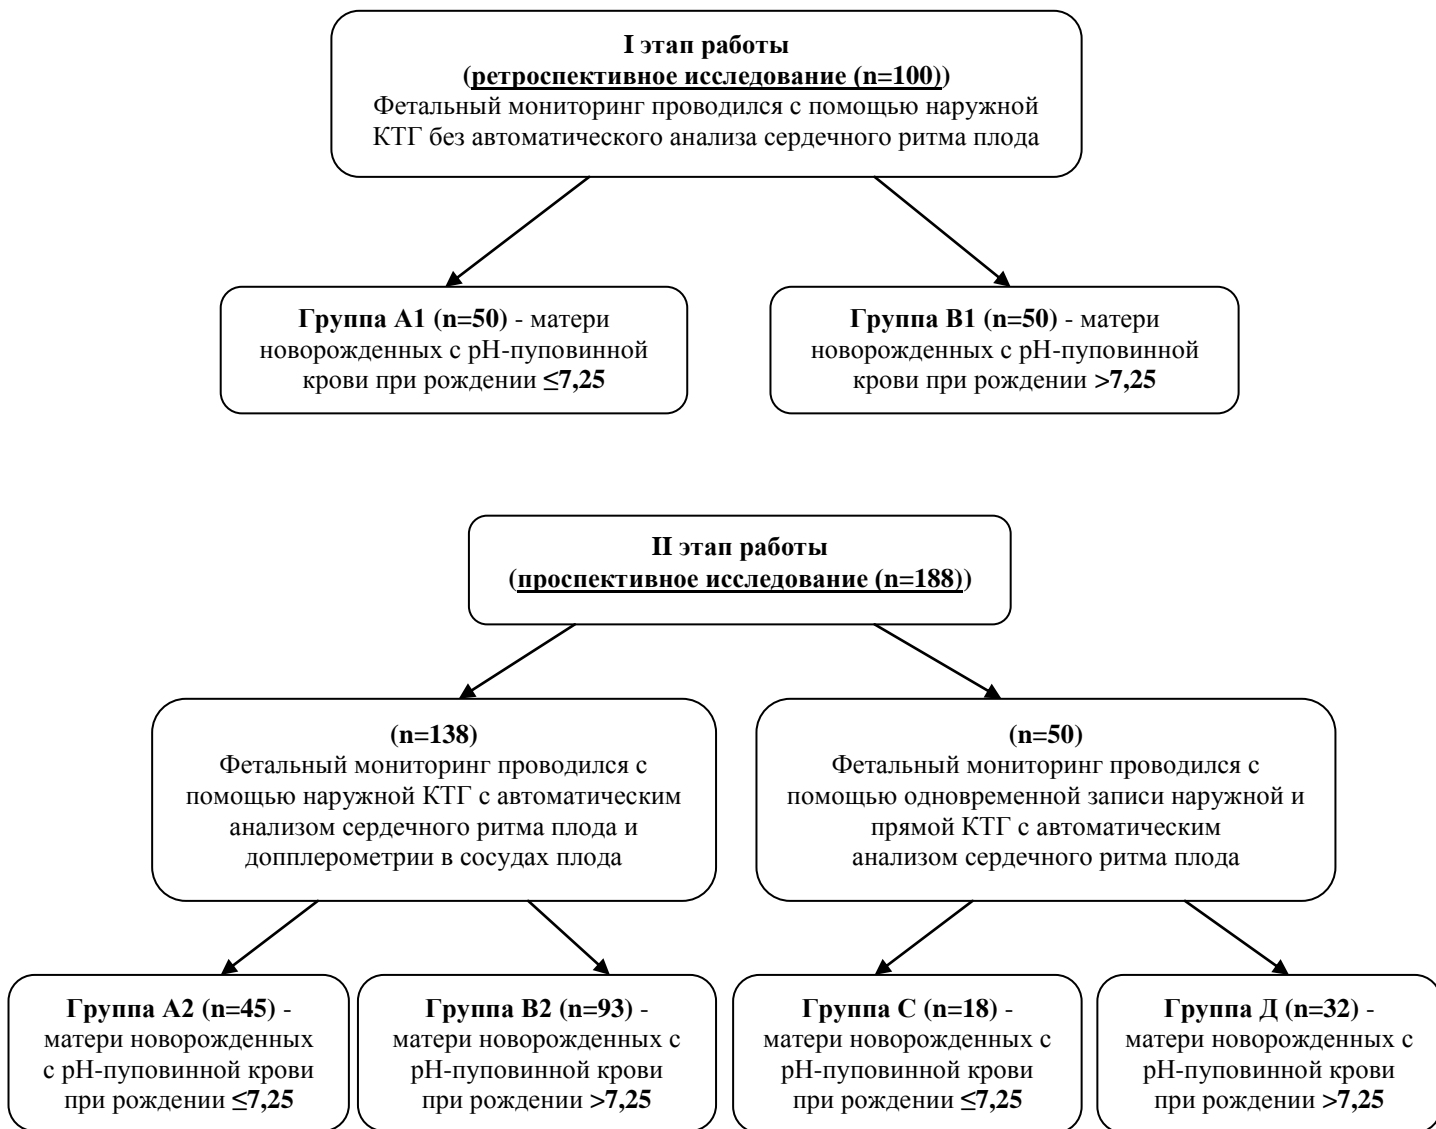 I этап работы
(ретроспективное исследование (n=100))
Фетальный мониторинг проводился с помощью наружной
КТГ без автоматического анализа сердечного ритма плода
Группа А1 (n=50) - матери
новорожденных с рН-пуповинной
крови при рождении ≤7,25
Группа В1 (n=50) - матери
новорожденных с рН-пуповинной
крови при рождении >7,25
II этап работы
(проспективное исследование (n=188))
(n=138)
Фетальный мониторинг проводился с
помощью наружной КТГ с автоматическим
анализом сердечного ритма плода и
допплерометрии в сосудах плода
(n=50)
Фетальный мониторинг проводился с
помощью одновременной записи наружной и
прямой КТГ с автоматическим
анализом сердечного ритма плода
Группа А2 (n=45) -
матери новорожденных
с рН-пуповинной крови
при рождении ≤7,25
Группа В2 (n=93) -
матери новорожденных с
рН-пуповинной крови
при рождении >7,25
Группа С (n=18) -
матери новорожденных с
рН-пуповинной крови
при рождении ≤7,25
Группа Д (n=32) -
матери новорожденных с
рН-пуповинной крови
при рождении >7,25